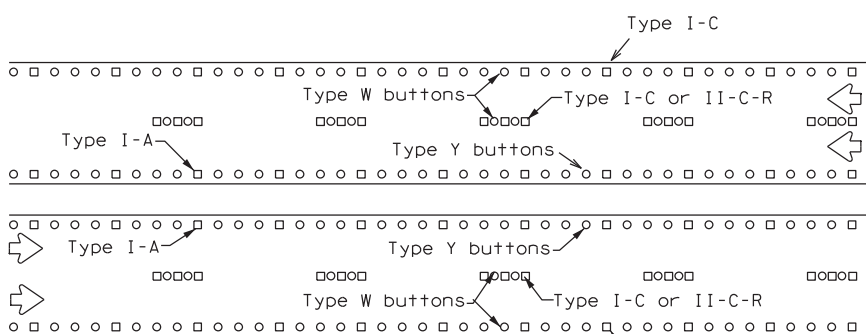 Type I-C
Type W buttons
Type I-C or II-C-R
Type I-A
Type Y buttons
Type I-A
Type Y buttons
Type W buttons
Type I-C or II-C-R